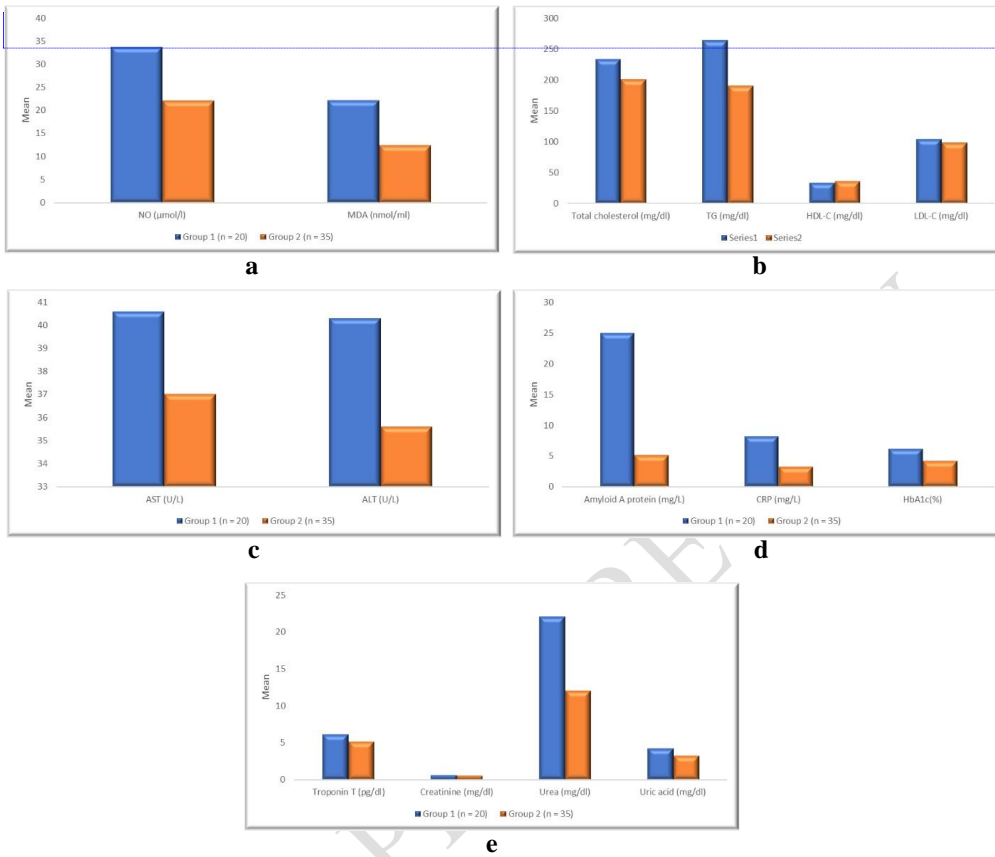 40
35
30
25
20
15
10
5
0
Mean
NO (µmol/l) MDA (nmol/ml)
Group 1 (n = 20) Group 2 (n = 35)
a
300
250
200
150
100
50
0
Mean
Total cholesterol (mg/dl) TG (mg/dl) HDL-C (mg/dl) LDL-C (mg/dl)
Series1 Series2
b
41
40
39
38
37
36
35
34
33
Mean
AST (U/L) ALT (U/L)
Group 1 (n = 20) Group 2 (n = 35)
c
30
25
20
15
10
5
0
Mean
Amyloid A protein (mg/L) CRP (mg/L) HbA1c(%)
Group 1 (n = 20) Group 2 (n = 35)
d
25
20
15
10
5
0
Mean
Troponin T (pg/dl) Creatinine (mg/dl) Urea (mg/dl) Uric acid (mg/dl)
Group 1 (n = 20) Group 2 (n = 35)
e